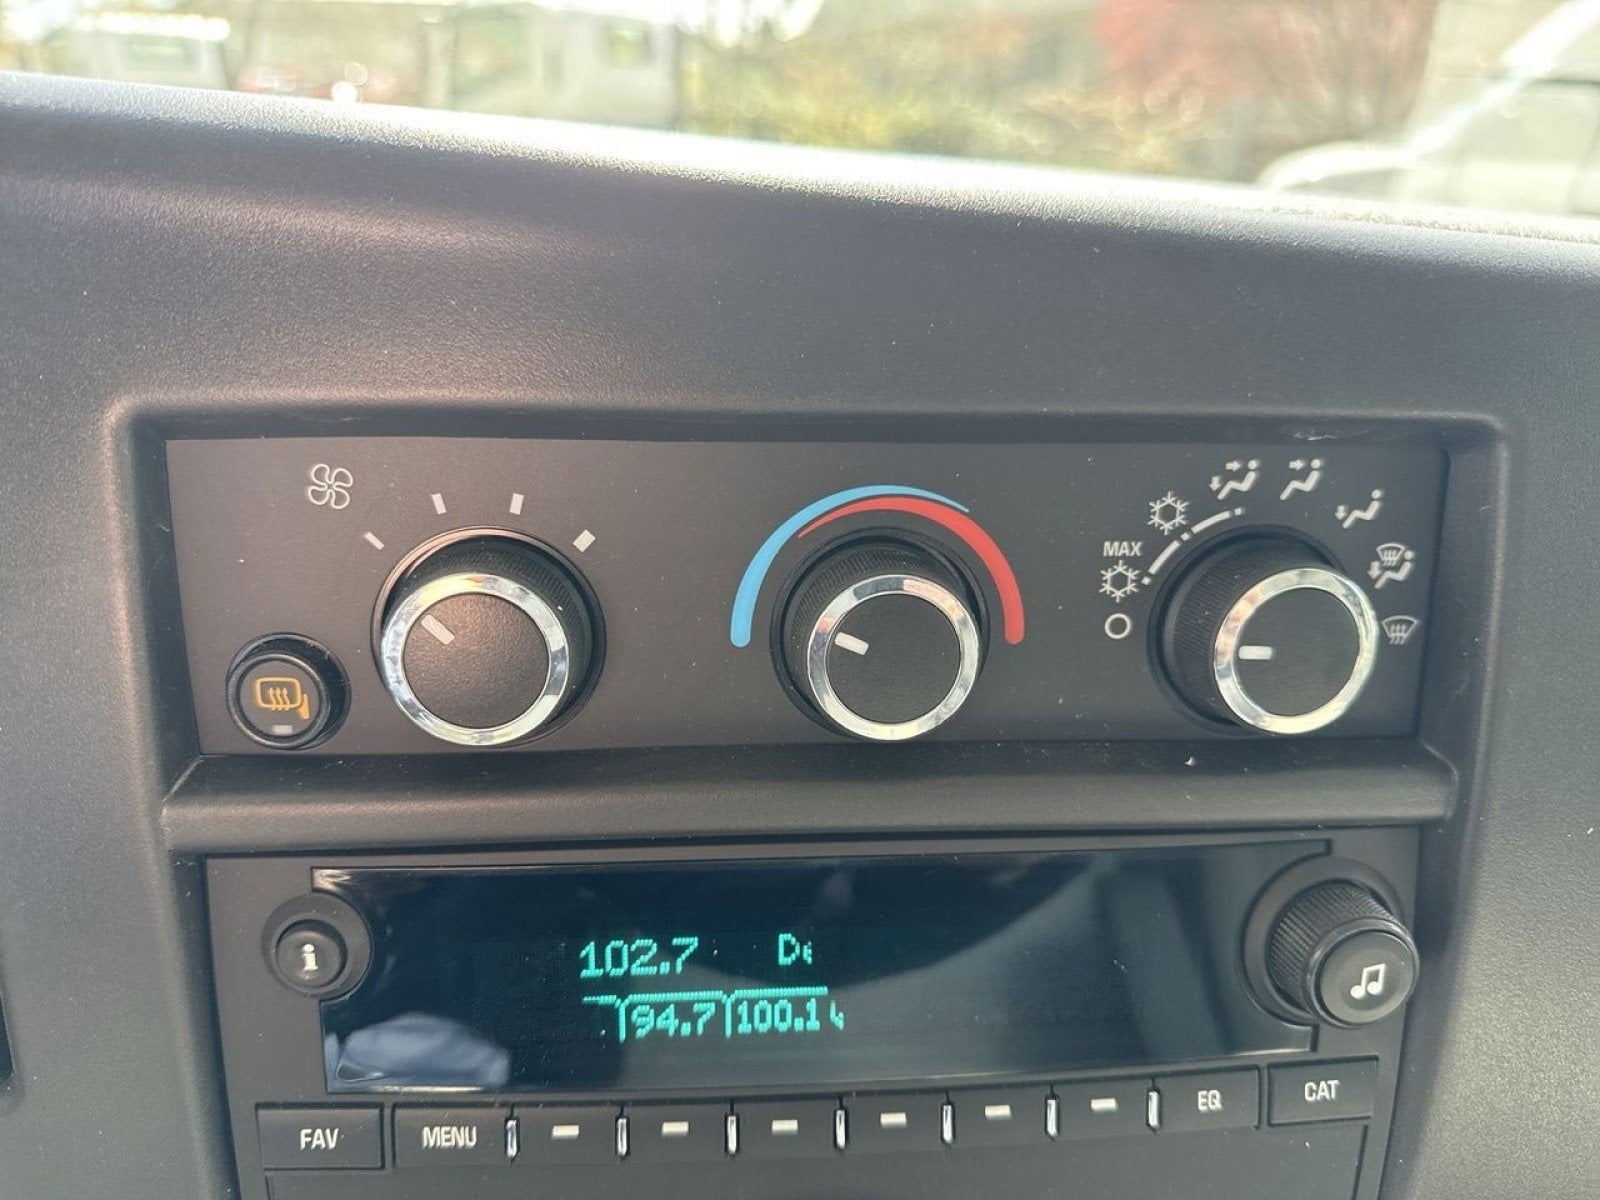 MAX
102.7
94.7 100.1
FAV MENU EQ CAT